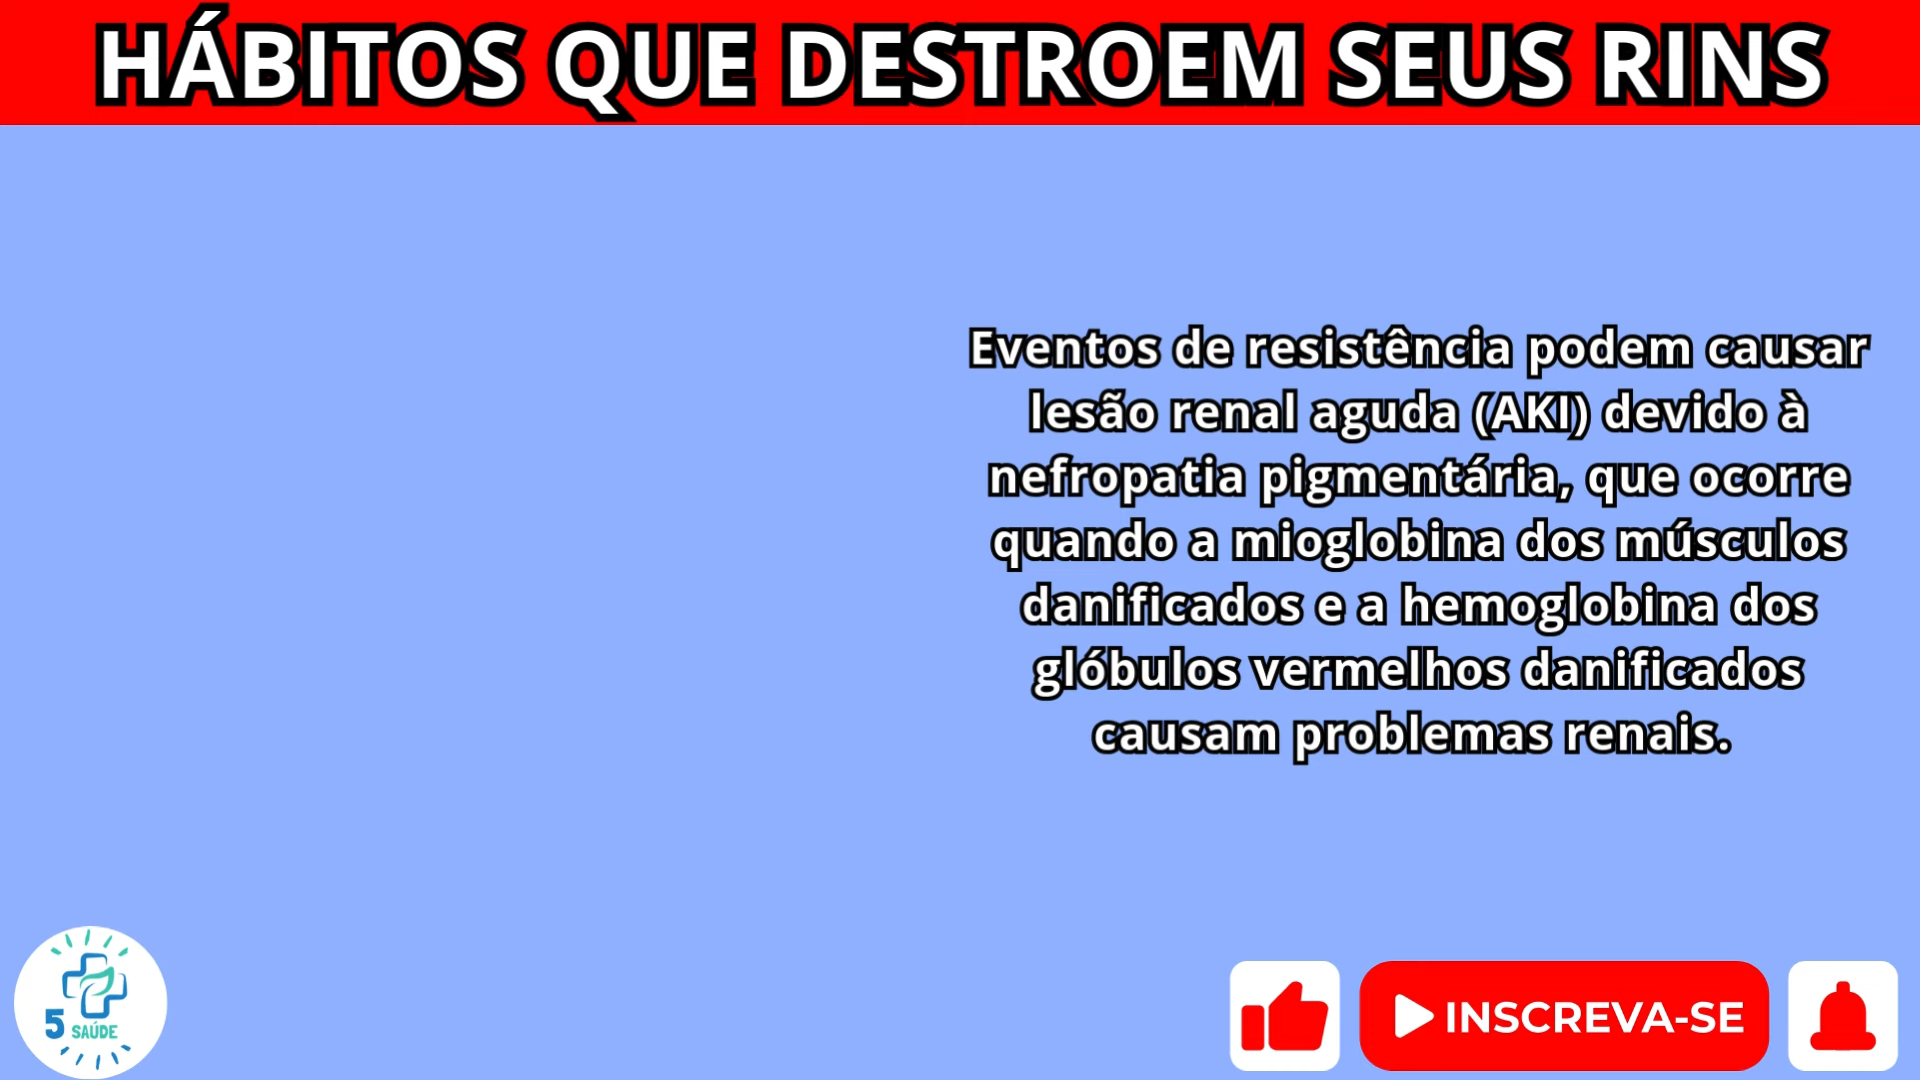 HÁBITOS QUE DESTROEM SEUS RINS
Eventos de resistência podem causar
lesão renal aguda (AKI) devido à
nefropatia pigmentária, que ocorre
quando a mioglobina dos músculos
danificados e a hemoglobina dos
glóbulos vermelhos danificados
causam problemas renais.
5 SAÚDE
INSCREVA-SE